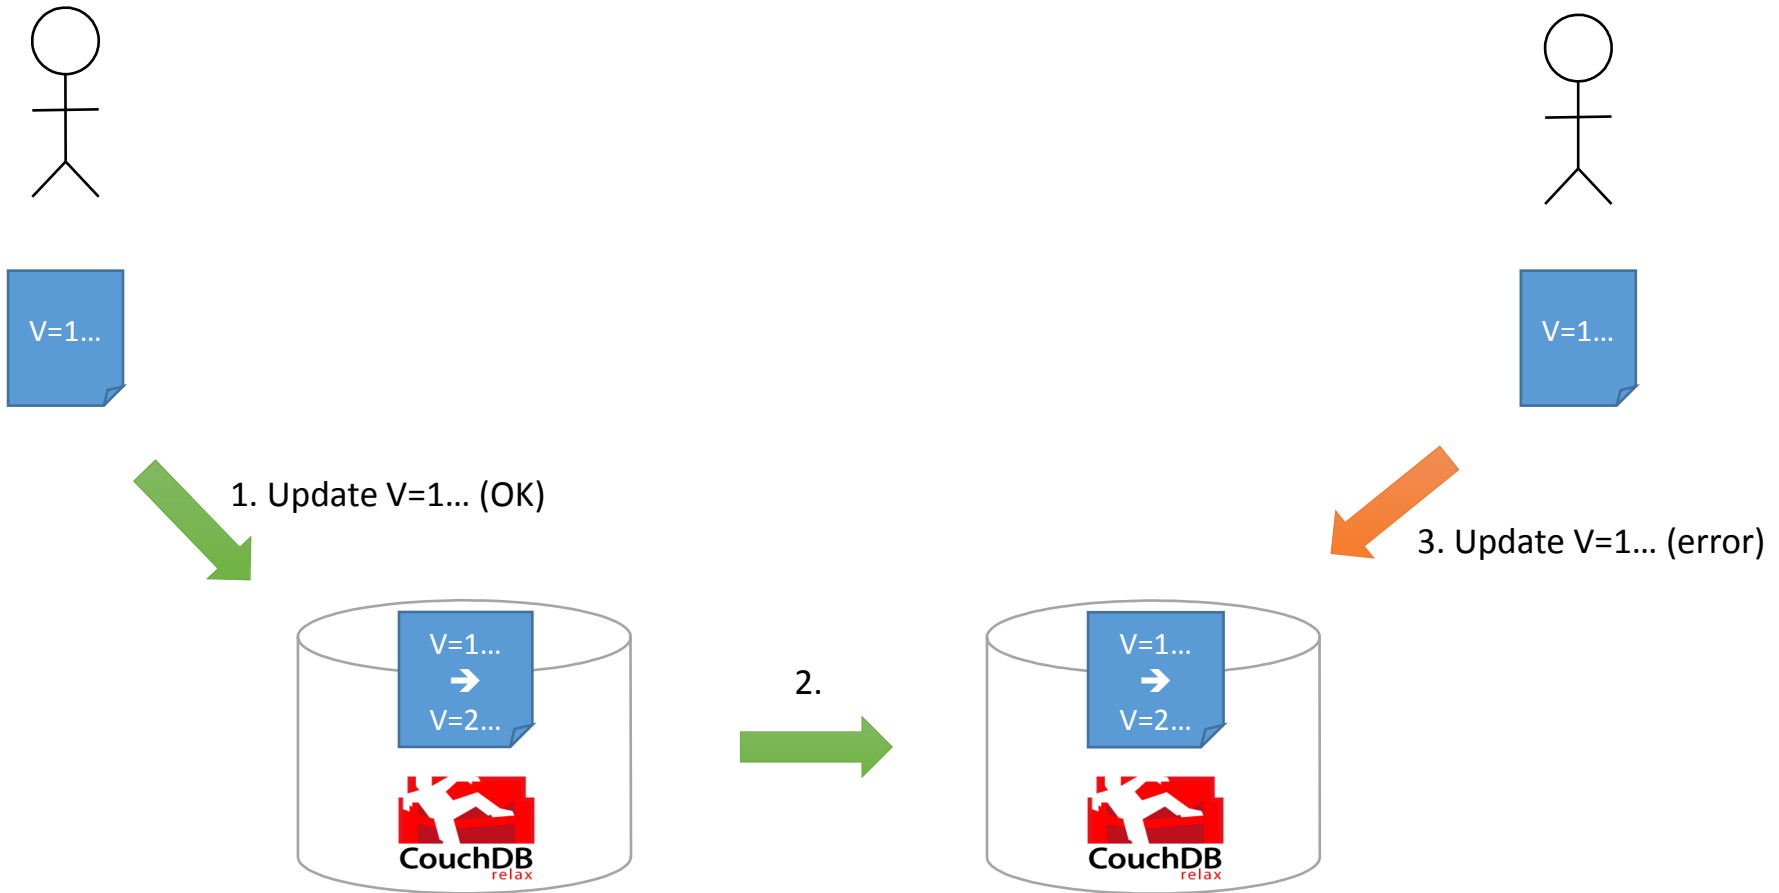 V=1...
V=1...
1. Update V=1... (OK)
3. Update V=1... (error)
V=1...
➔
V=2...
2.
V=1...
➔
V=2...
CouchDB
relax
CouchDB
relax